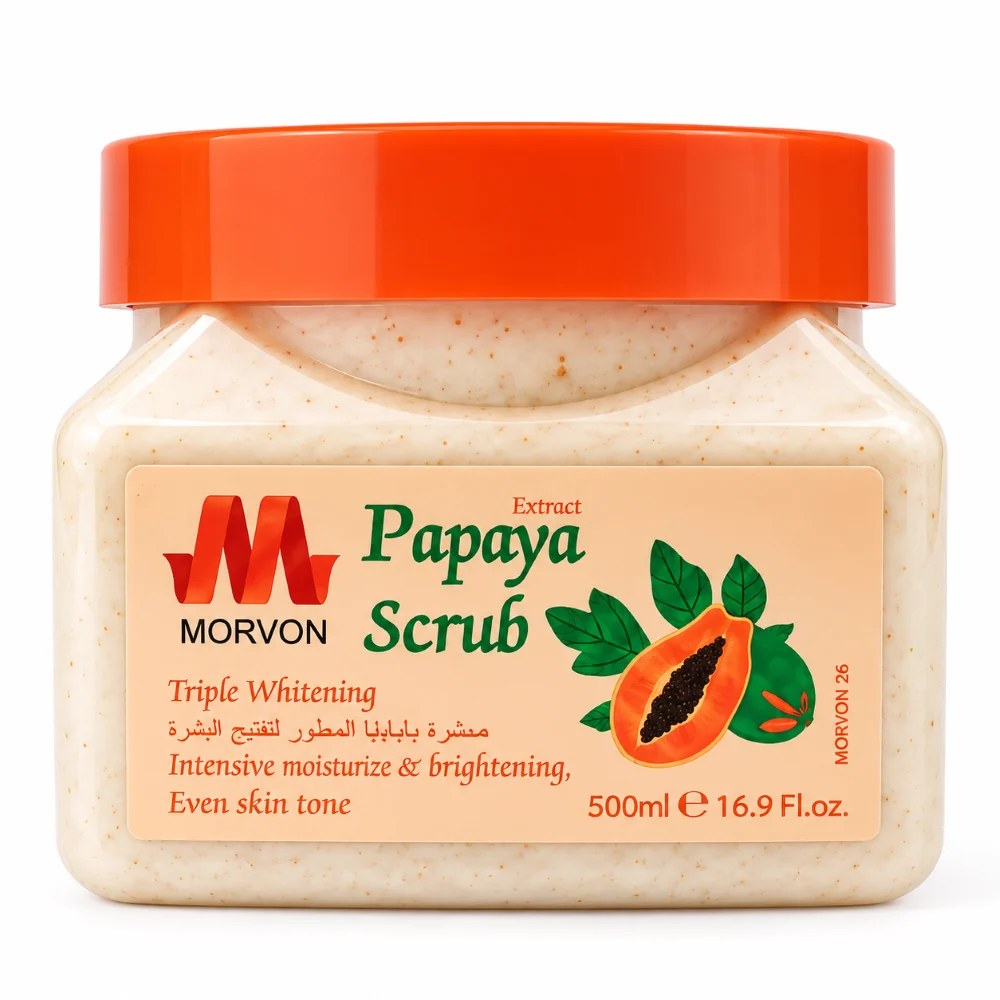 MORVON
Extract
Papaya
Scrub
Triple Whitening
مىشرة بابايا المطور لتفتيح البشرة
Intensive moisturize & brightening,
Even skin tone
500ml ℮ 16.9 Fl.oz.
MORVON 26